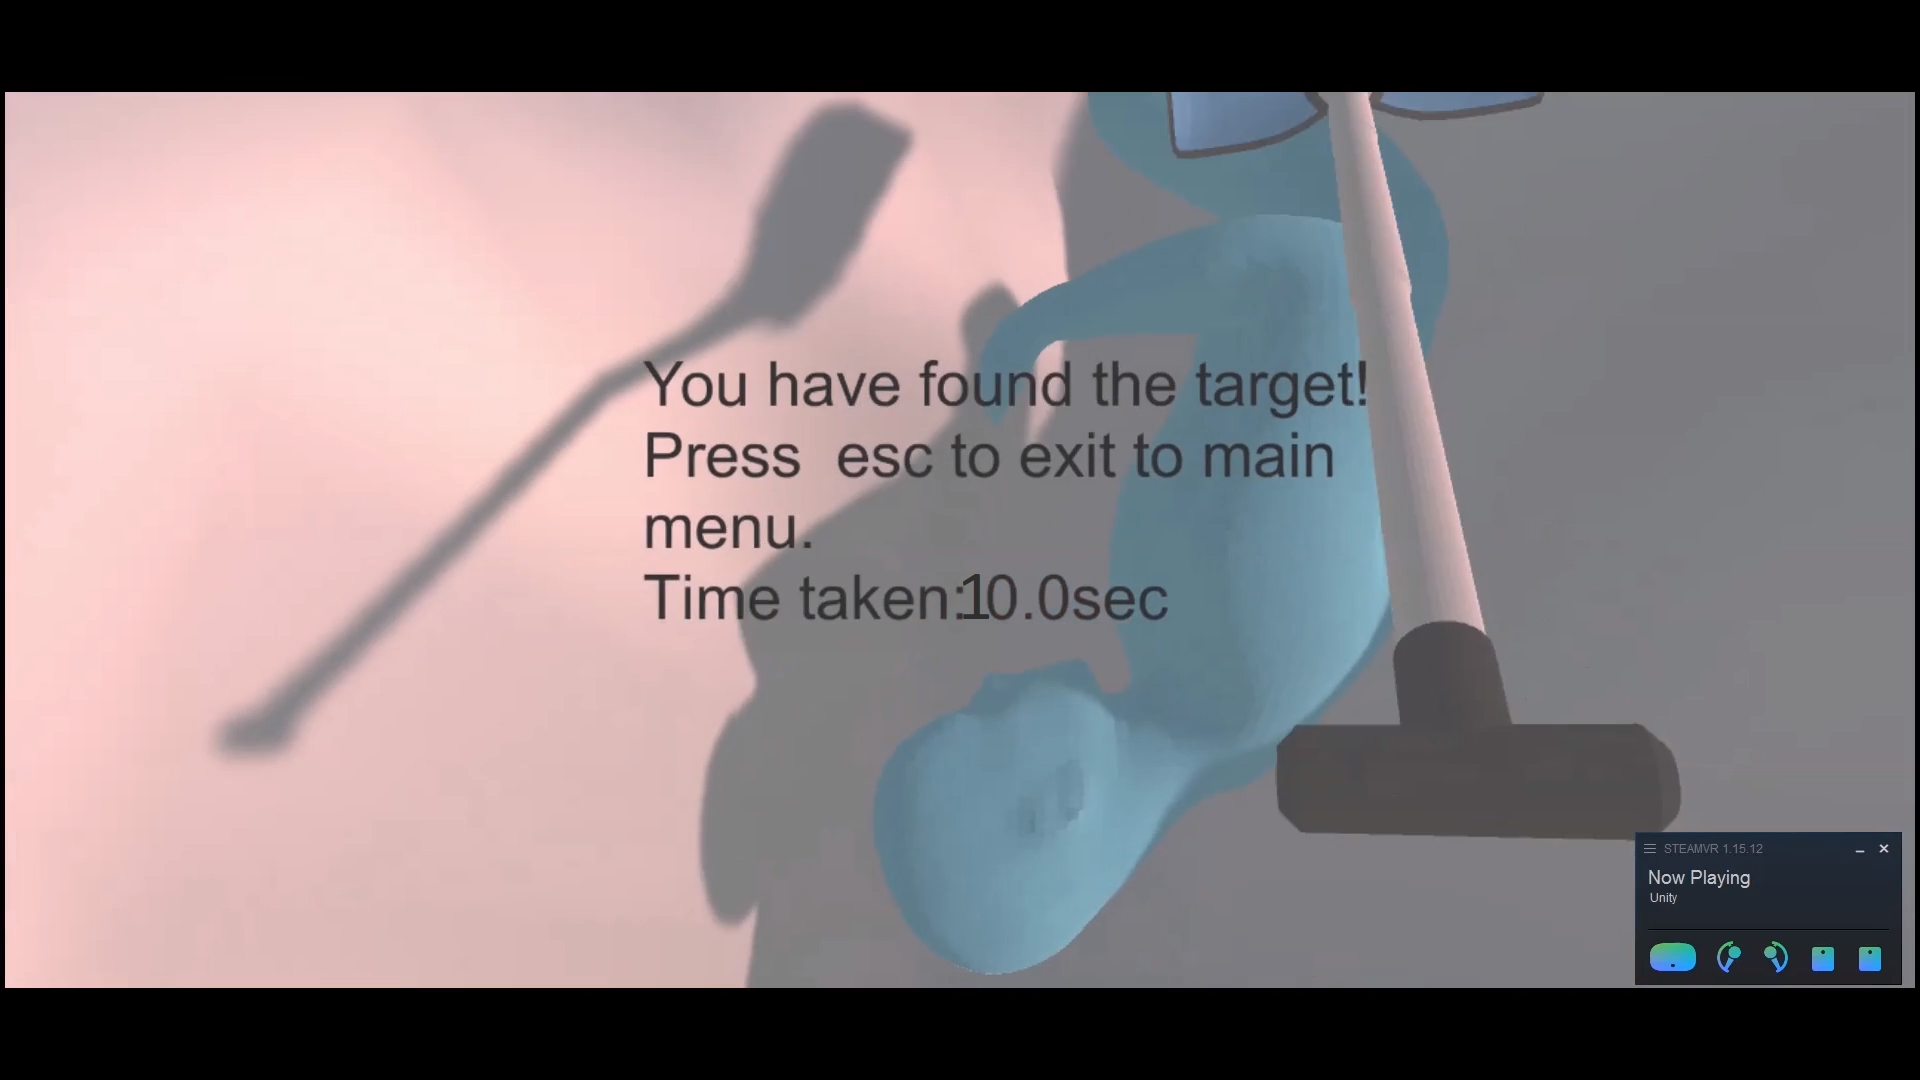 You have found the target!
Press  esc to exit to main
menu.
Time taken:10.0sec
STEAMVR 1.15.12
Now Playing
Unity